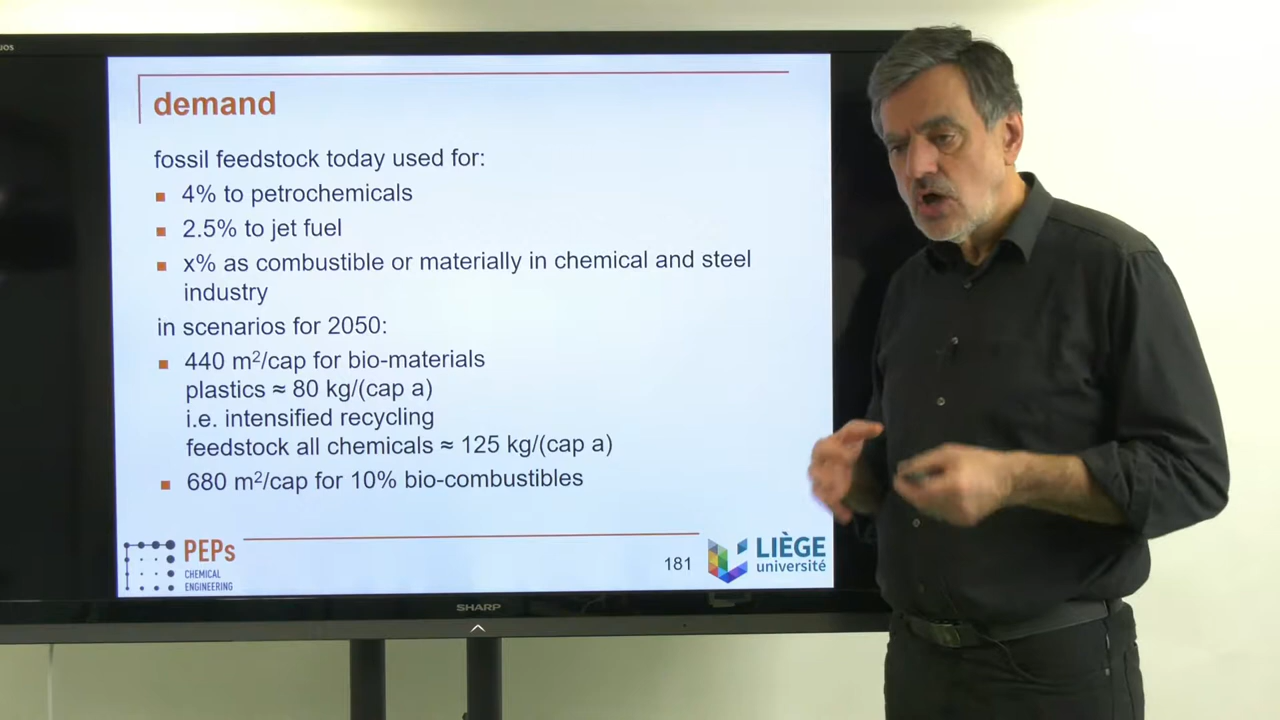 demand
fossil feedstock today used for:
▪ 4% to petrochemicals
▪ 2.5% to jet fuel
▪ x% as combustible or materially in chemical and steel
industry
in scenarios for 2050:
▪ 440 m²/cap for bio-materials
plastics ≈ 80 kg/(cap a)
i.e. intensified recycling
feedstock all chemicals ≈ 125 kg/(cap a)
▪ 680 m²/cap for 10% bio-combustibles
PEPs
CHEMICAL
ENGINEERING
181
LIÈGE
université
SHARP